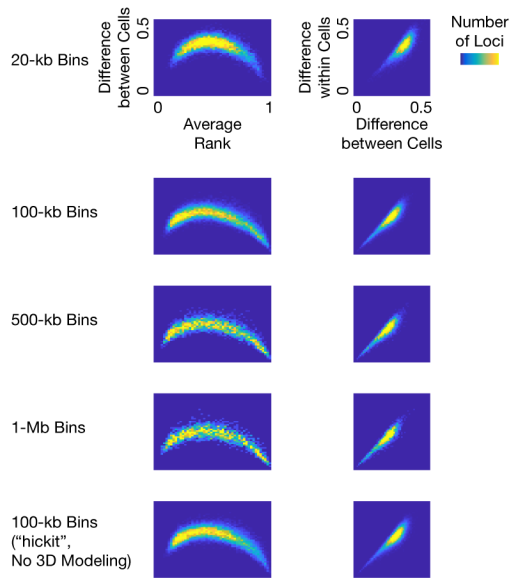 Number
of Loci
20-kb Bins
Difference
between Cells
0.5
0
0
1
Average
Rank
Difference
within Cells
0.5
0
0
0.5
Difference
between Cells
100-kb Bins
500-kb Bins
1-Mb Bins
100-kb Bins
("hickit",
No 3D Modeling)